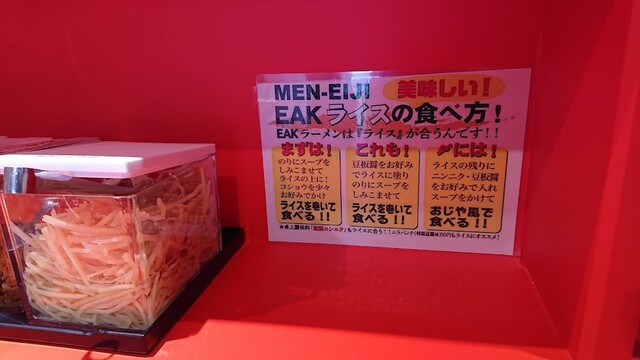 MEN-EIJI 美味しい!
EAK ライスの食べ方!
EAKラーメンは『ライス』が合うんです!!
まずは!
のりにスープを
しみこませて
ライスの上に!
コショウを少々
お好みでかけ
ライスを巻いて
食べる!!
これも!
豆板醤をお好み
でライスに塗り
のりにスープを
しみこませて
ライスを巻いて
食べる!!
〆には!
ライスの残りに
ニンニク・豆板醤
をお好みで入れ
スープをかけて
おじや風で
食べる!!